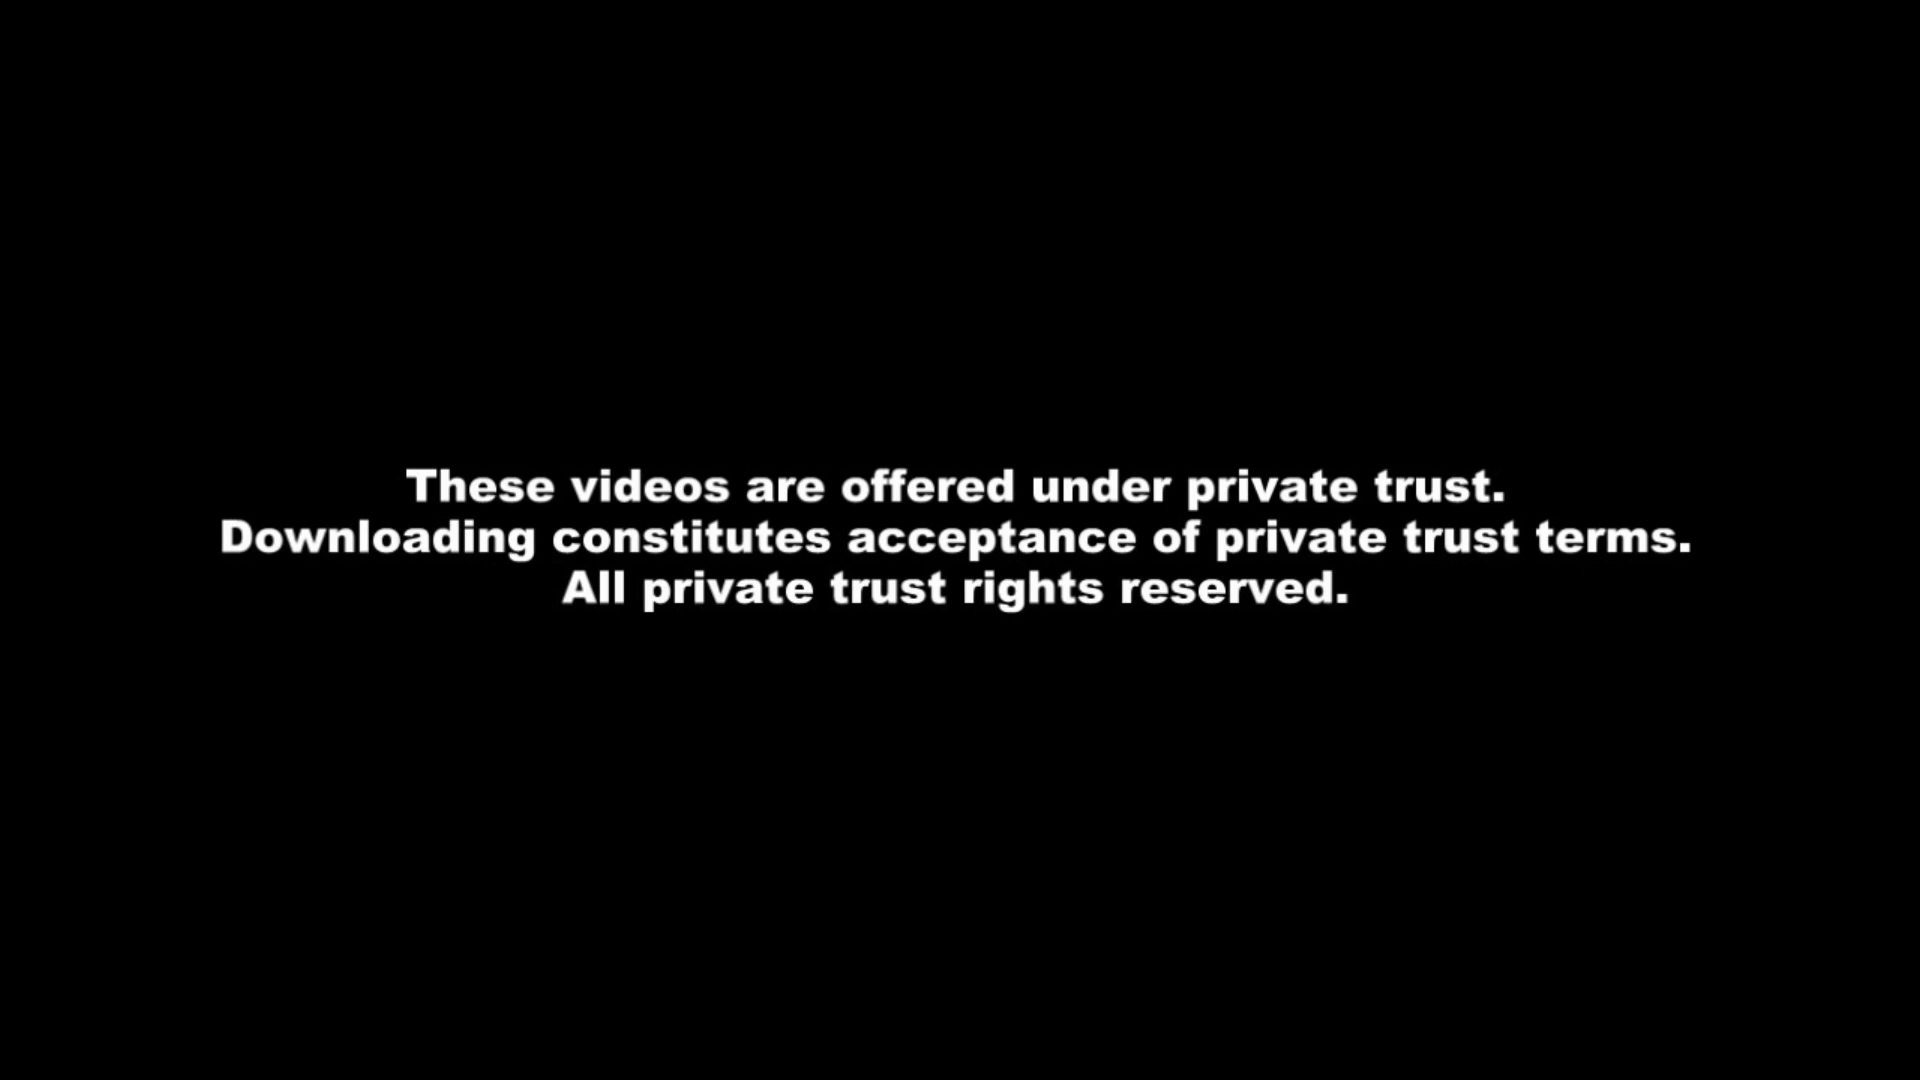 These videos are offered under private trust.
Downloading constitutes acceptance of private trust terms.
All private trust rights reserved.